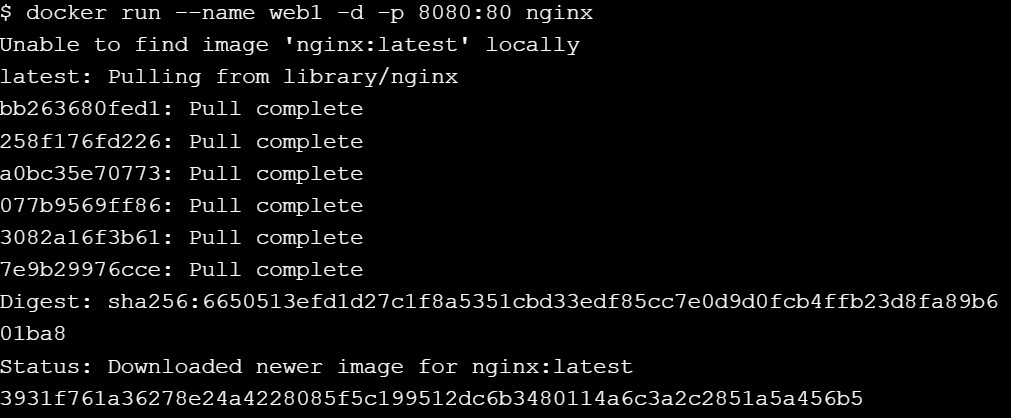 $ docker run --name web1 -d -p 8080:80 nginx
Unable to find image 'nginx:latest' locally
latest: Pulling from library/nginx
bb263680fed1: Pull complete
258f176fd226: Pull complete
a0bc35e70773: Pull complete
077b9569ff86: Pull complete
3082a16f3b61: Pull complete
7e9b29976cce: Pull complete
Digest: sha256:6650513efd1d27c1f8a5351cbd33edf85cc7e0d9d0fcb4ffb23d8fa89b6
01ba8
Status: Downloaded newer image for nginx:latest
3931f761a36278e24a4228085f5c199512dc6b3480114a6c3a2c2851a5a456b5